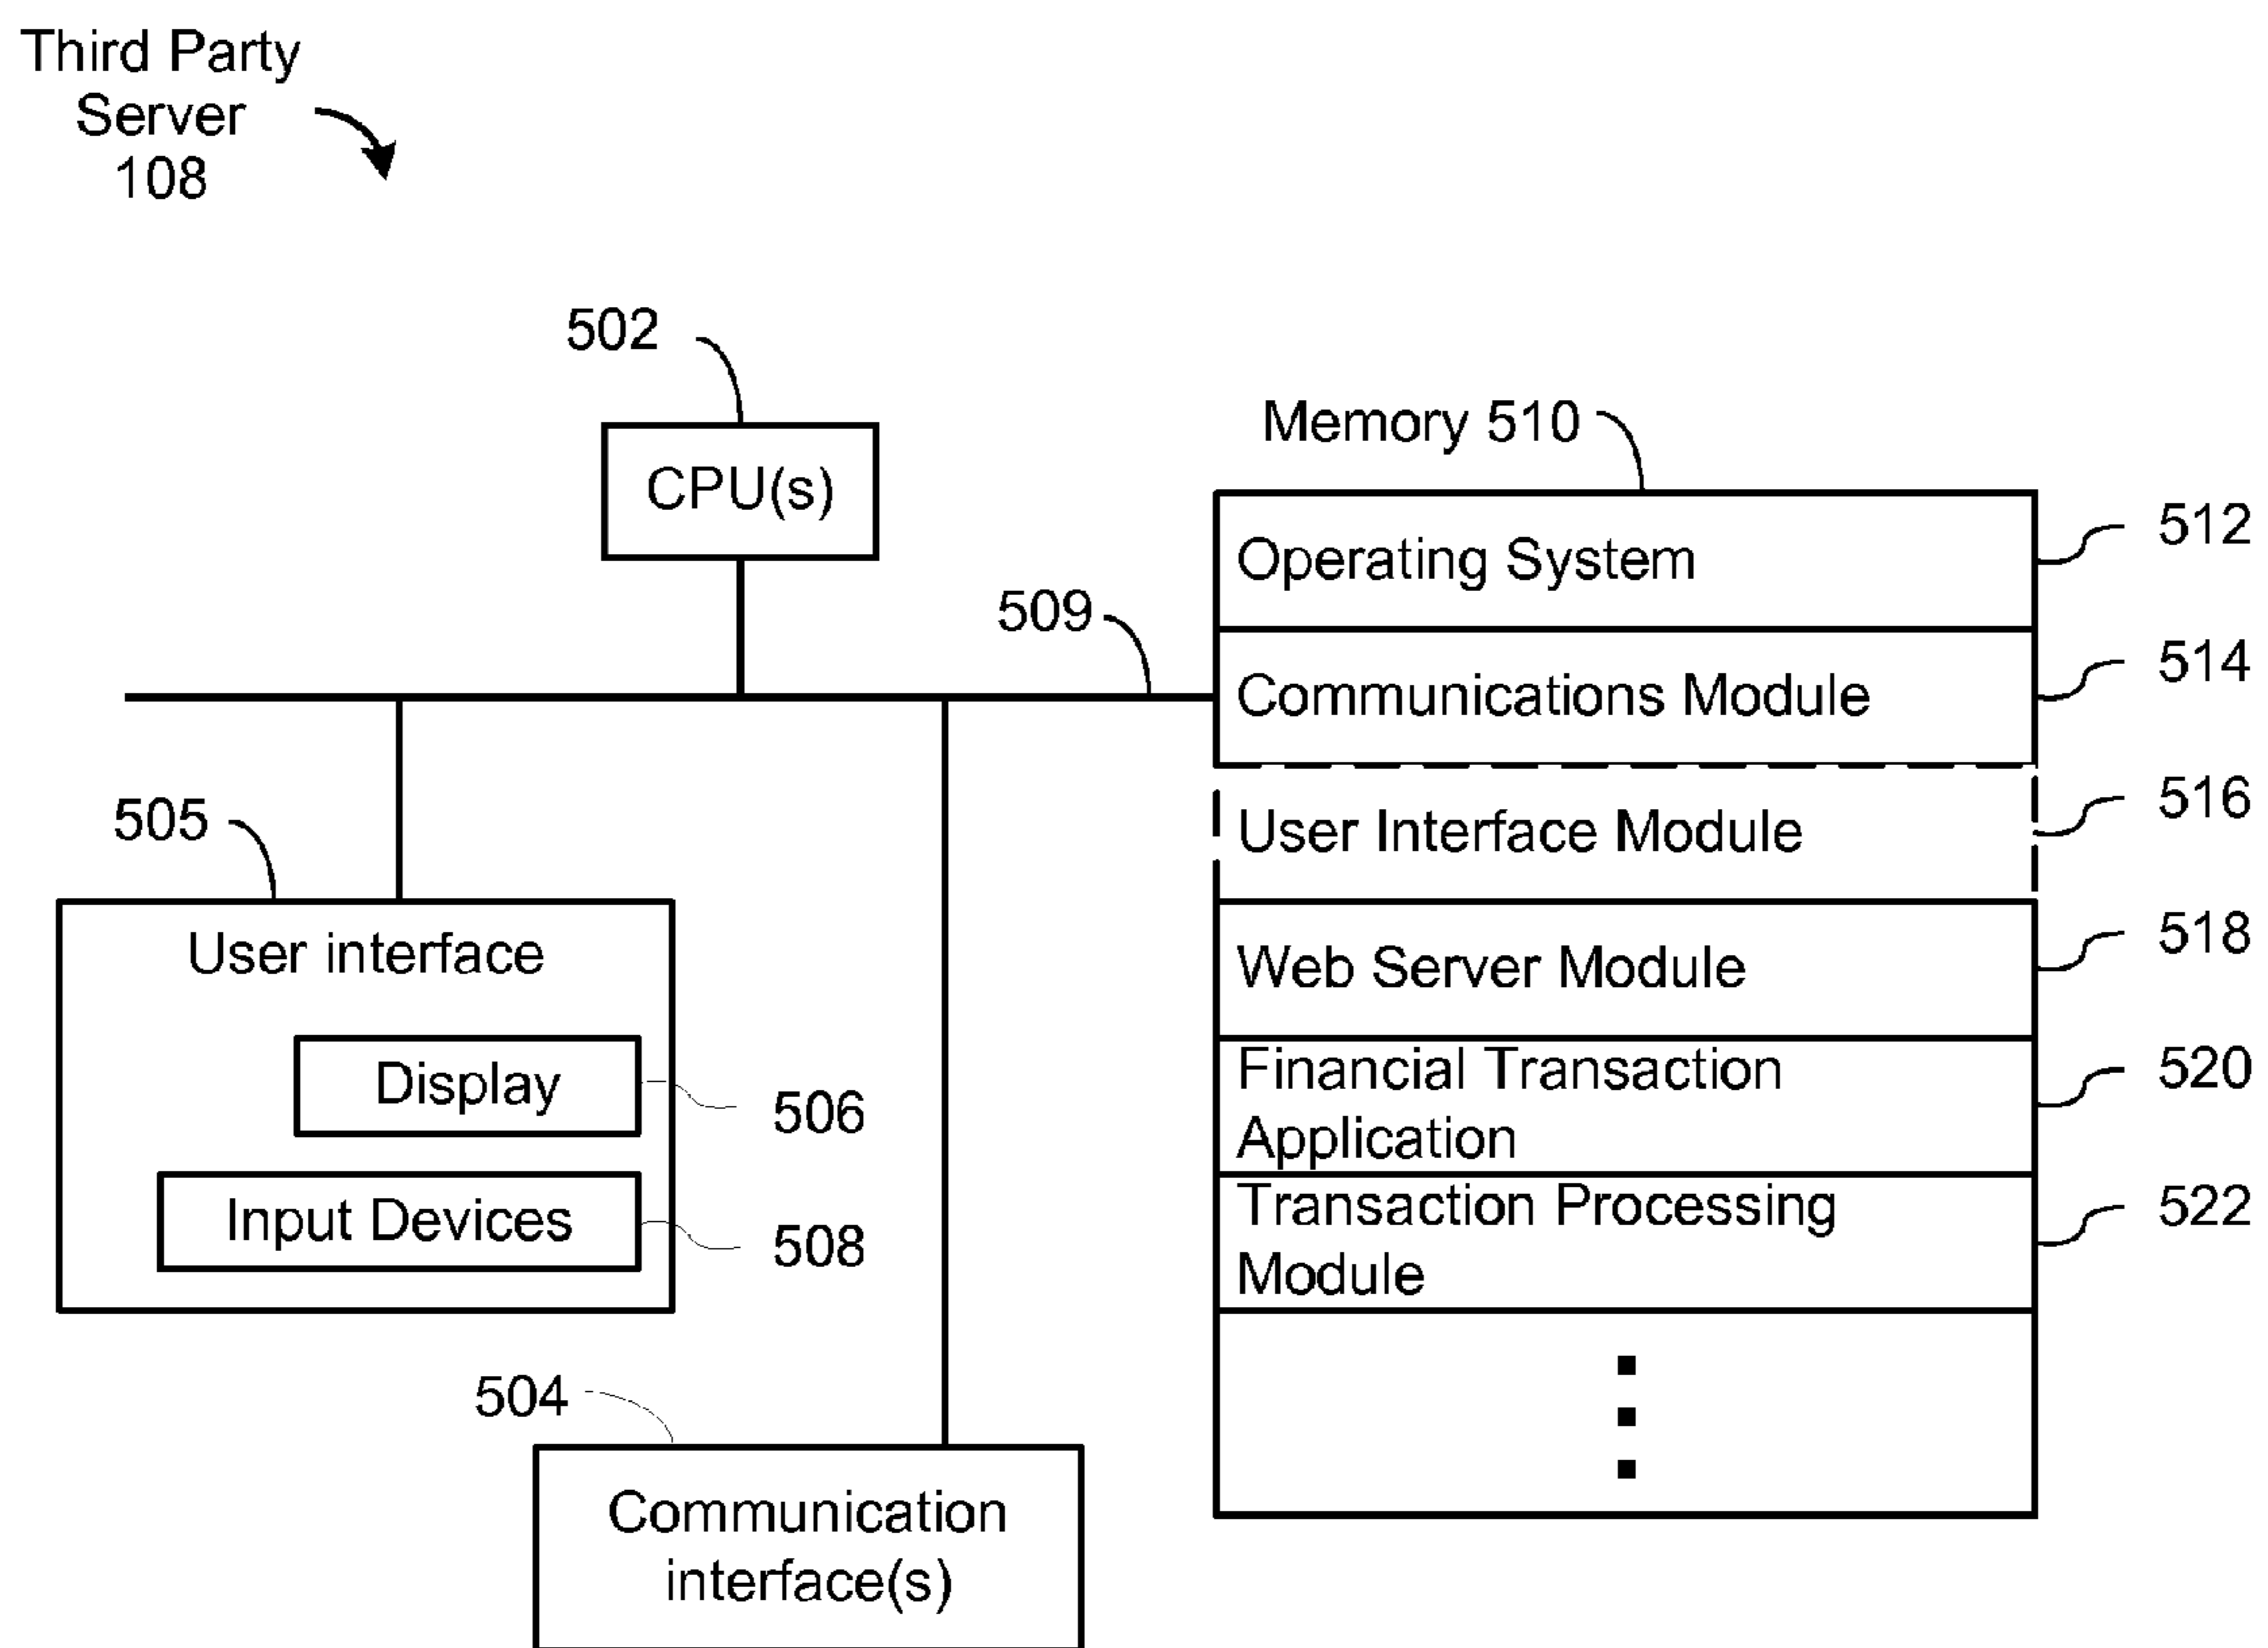 Third Party
Server
108
502
CPU(s)
509
Memory 510
Operating System
512
Communications Module
514
User Interface Module
516
Web Server Module
518
Financial Transaction
Application
520
Transaction Processing
Module
522
505
User interface
Display
506
Input Devices
508
504
Communication
interface(s)